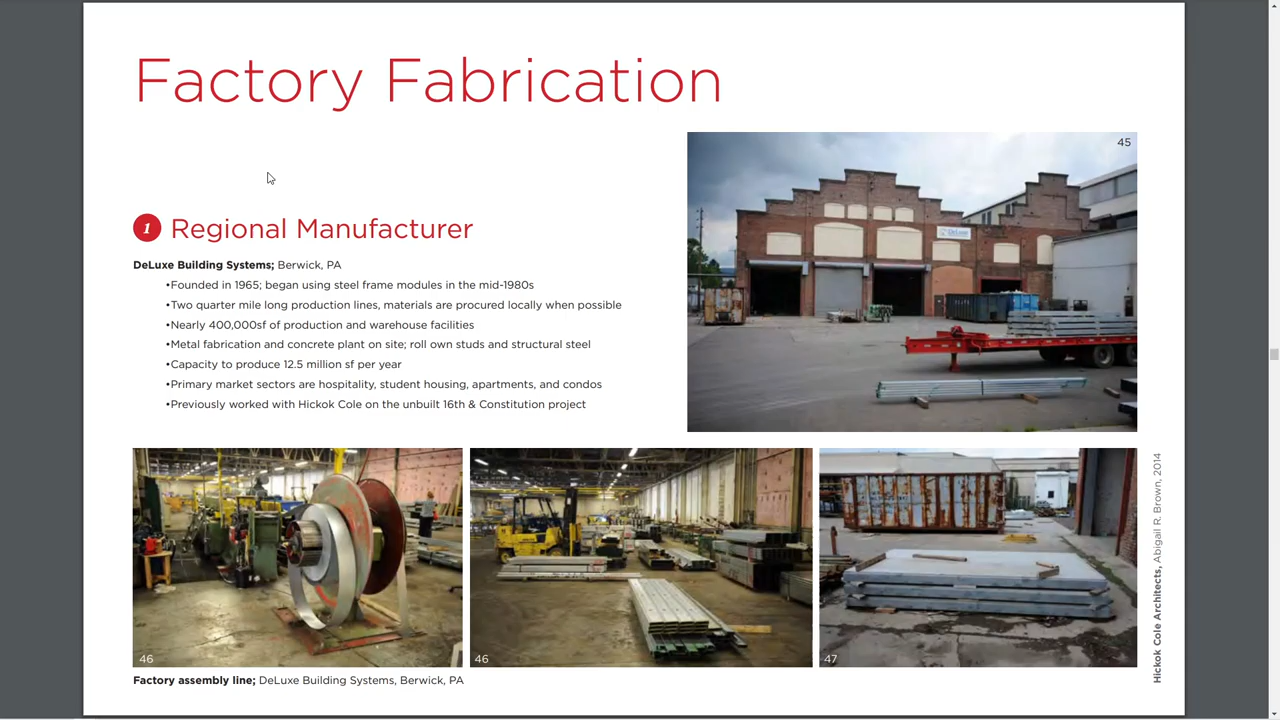 Factory Fabrication
45
1 Regional Manufacturer
DeLuxe Building Systems; Berwick, PA
•Founded in 1965; began using steel frame modules in the mid-1980s
•Two quarter mile long production lines, materials are procured locally when possible
•Nearly 400,000sf of production and warehouse facilities
•Metal fabrication and concrete plant on site; roll own studs and structural steel
•Capacity to produce 12.5 million sf per year
•Primary market sectors are hospitality, student housing, apartments, and condos
•Previously worked with Hickok Cole on the unbuilt 16th & Constitution project
DeLuxe
46
46
47
Factory assembly line; DeLuxe Building Systems, Berwick, PA
Hickok Cole Architects, Abigail R. Brown, 2014